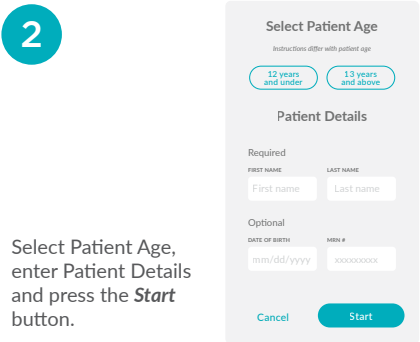 2
Select Patient Age,
enter Patient Details
and press the Start
button.
Select Patient Age
Instructions differ with patient age
12 years
and under
13 years
and above
Patient Details
Required
FIRST NAME
LAST NAME
First name
Last name
Optional
DATE OF BIRTH
MRN #
mm/dd/yyyy
xxxxxxxxx
Cancel
Start